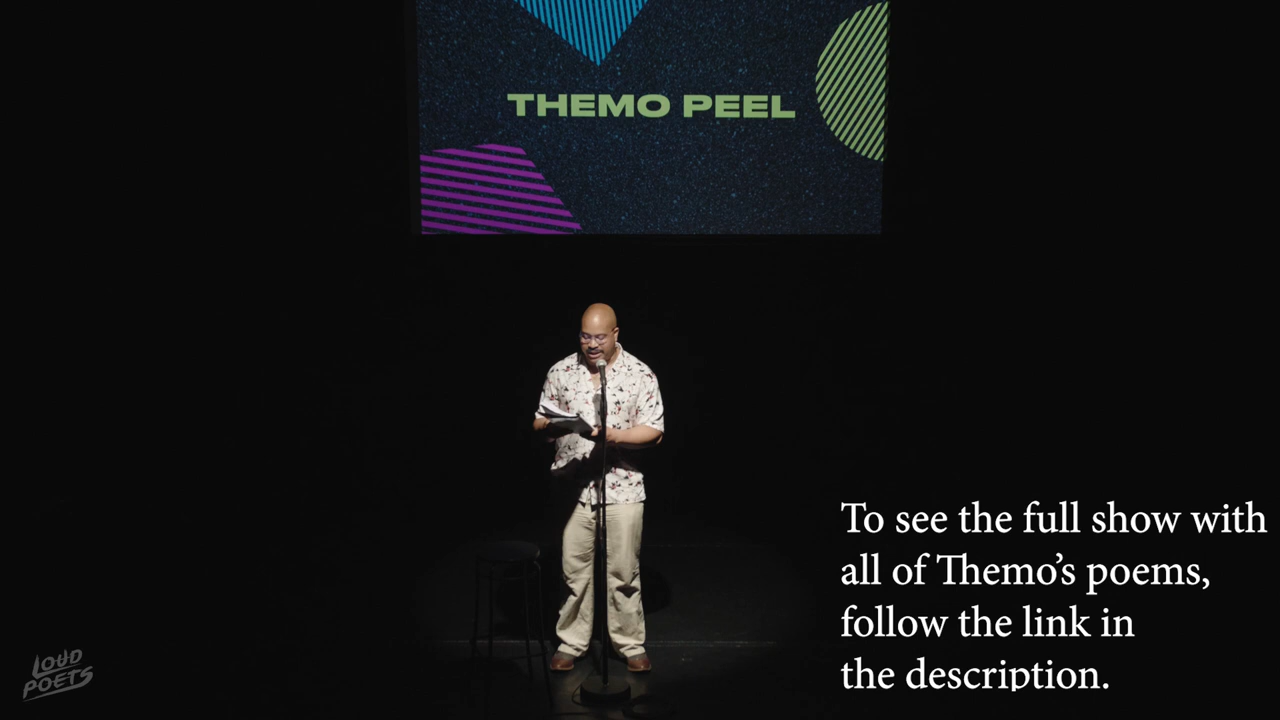 THEMO PEEL
To see the full show with
all of Themo's poems,
follow the link in
the description.
LOUD
POETS